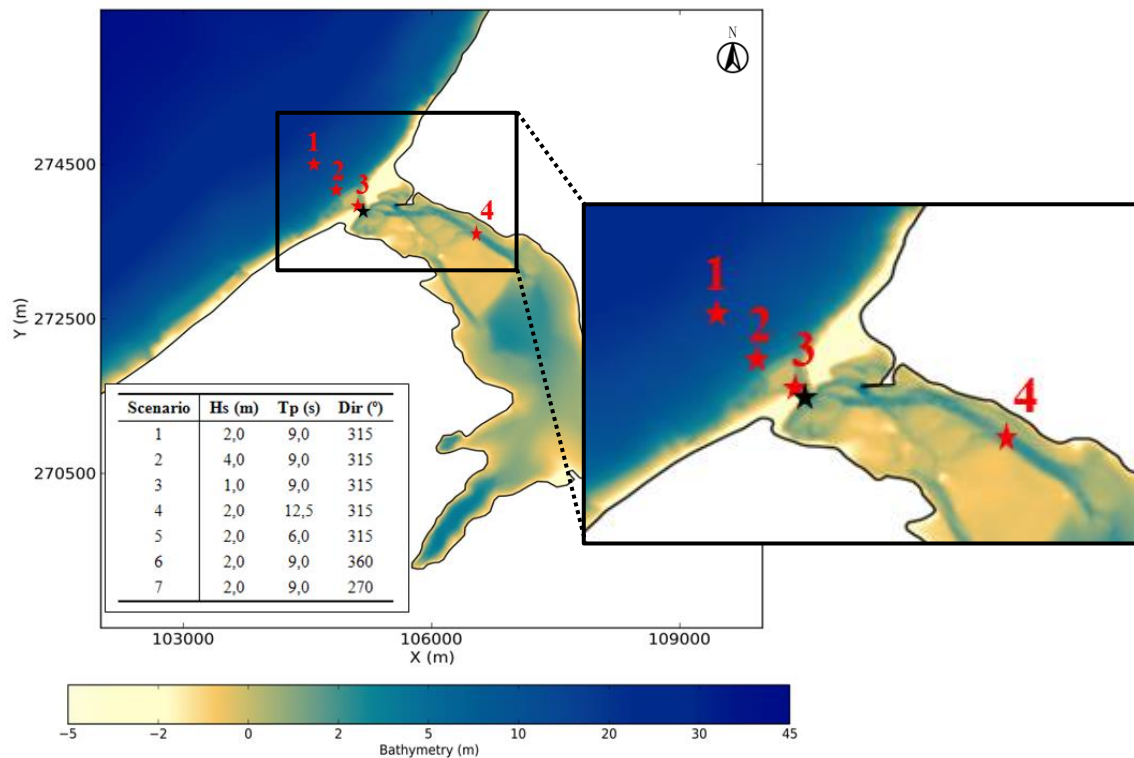 N
1
2
3
4
274500
272500
270500
Y (m)
103000 106000 109000
X (m)
Scenario Hs (m) Tp (s) Dir (º)
1 2,0 9,0 315
2 4,0 9,0 315
3 1,0 9,0 315
4 2,0 12,5 315
5 2,0 6,0 315
6 2,0 9,0 360
7 2,0 9,0 270
1
2
3
4
−5 −2 0 2 5 10 20 30 45
Bathymetry (m)